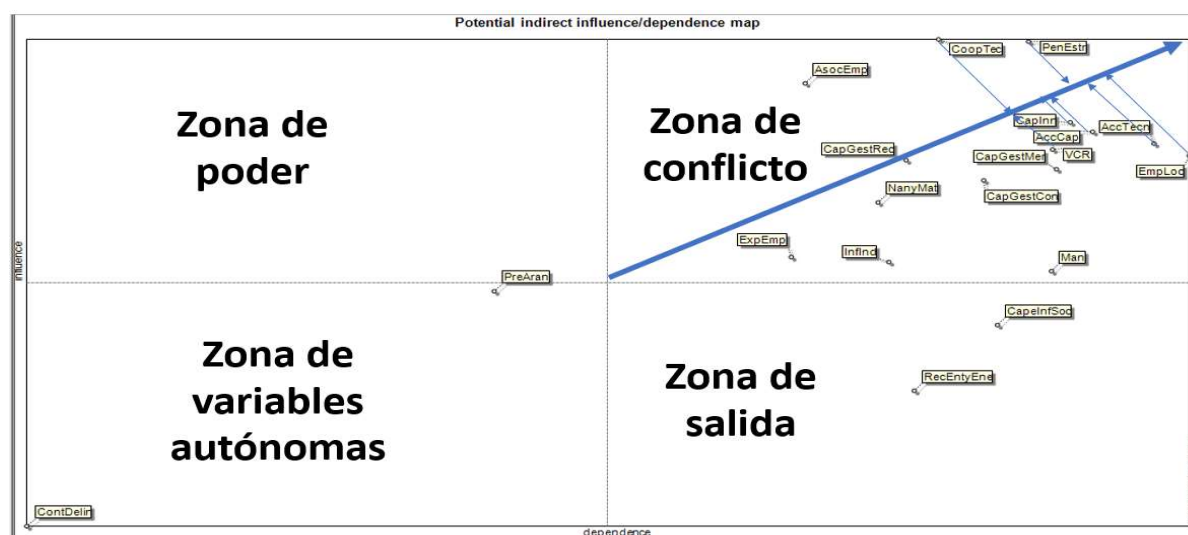 Potential indirect influence/dependence map
CoopTec
PenEstr
AsocEmp
Zona de
poder
Zona de
conflicto
CapInn
AccTecn
AccCap
CapGestRec
CapGestMer
VCR
EmpLoc
NanyMat
CapGestCon
ExpEmp
InfInd
Man
influence
PreAran
CapeInfSoc
Zona de
variables
autónomas
Zona de
salida
RecEntyEne
ContDelin
dependence